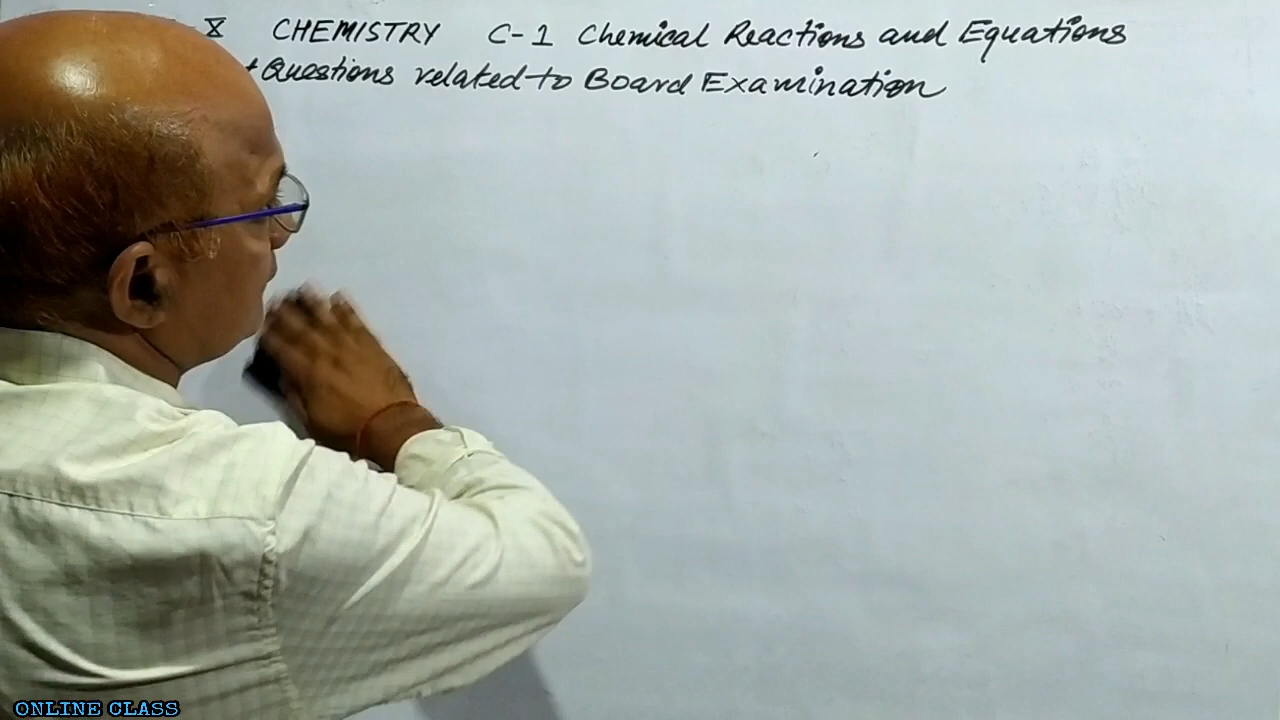 X CHEMISTRY C-1 Chemical Reactions and Equations
Questions related to Board Examination
ONLINE CLASS